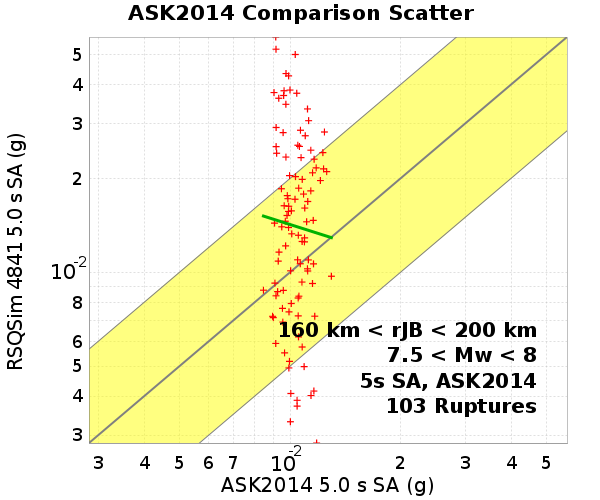 ASK2014 Comparison Scatter
RSQSim 4841 5.0 s SA (g)
5
4
3
2
10-2
8
6
5
4
3
160 km < rJB < 200 km
7.5 < Mw < 8
5s SA, ASK2014
103 Ruptures
3 4 5 6 7 10-2 2 3 4 5
ASK2014 5.0 s SA (g)